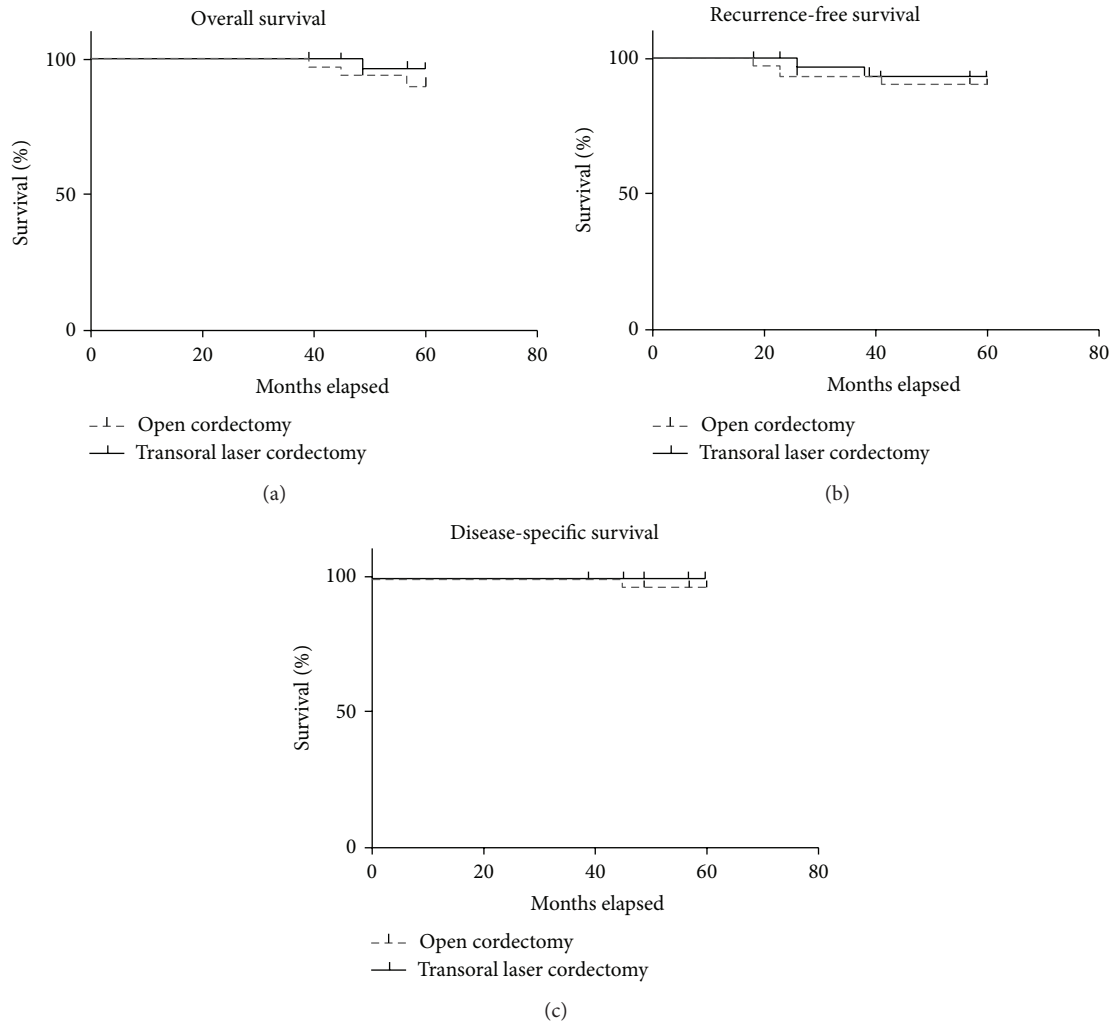 Overall survival
100
50
0
Survival (%)
0 20 40 60 80
Months elapsed
Open cordectomy
Transoral laser cordectomy
(a)
Recurrence-free survival
100
50
0
Survival (%)
0 20 40 60 80
Months elapsed
Open cordectomy
Transoral laser cordectomy
(b)
Disease-specific survival
100
50
0
Survival (%)
0 20 40 60 80
Months elapsed
Open cordectomy
Transoral laser cordectomy
(c)